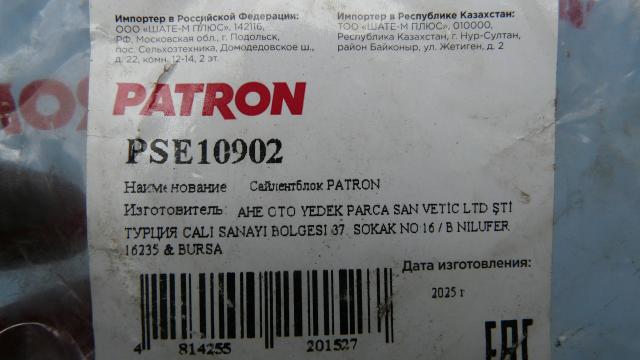 Импортер в Российской Федерации:
ООО «ШАТЕ-М ПЛЮС», 142116,
РФ, Московская обл., г. Подольск,
пос. Сельхозтехника, Домодедовское ш.,
д. 22, комн. 12-14, 2 эт.
Импортер в Республике Казахстан:
ТОО «ШАТЕ-М ПЛЮС», 010000,
Республика Казахстан, г. Нур-Султан,
район Байконыр, ул. Жетиген, д. 2
PATRON
PSE10902
Наименование Сайлентблок PATRON
Изготовитель: AHE OTO YEDEK PARCA SAN VETIC LTD ŞTİ
ТУРЦИЯ CALI SANAYI BOLGESI 37. SOKAK NO 16 / B NILUFER
16235 & BURSA
Дата изготовления:
2025 г
4 814255 201527
EAC